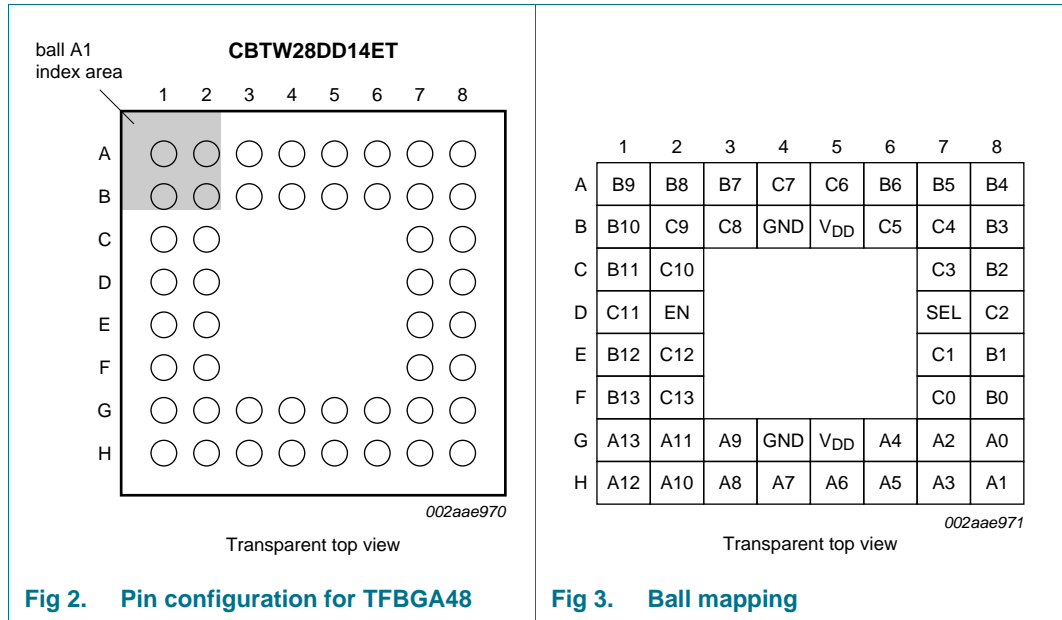 ball A1
index area
CBTW28DD14ET
1 2 3 4 5 6 7 8
A
B
C
D
E
F
G
H
002aae970
Transparent top view
Fig 2. Pin configuration for TFBGA48
1 2 3 4 5 6 7 8
A B9 B8 B7 C7 C6 B6 B5 B4
B B10 C9 C8 GND VDD C5 C4 B3
C B11 C10 C3 B2
D C11 EN SEL C2
E B12 C12 C1 B1
F B13 C13 C0 B0
G A13 A11 A9 GND VDD A4 A2 A0
H A12 A10 A8 A7 A6 A5 A3 A1
002aae971
Transparent top view
Fig 3. Ball mapping